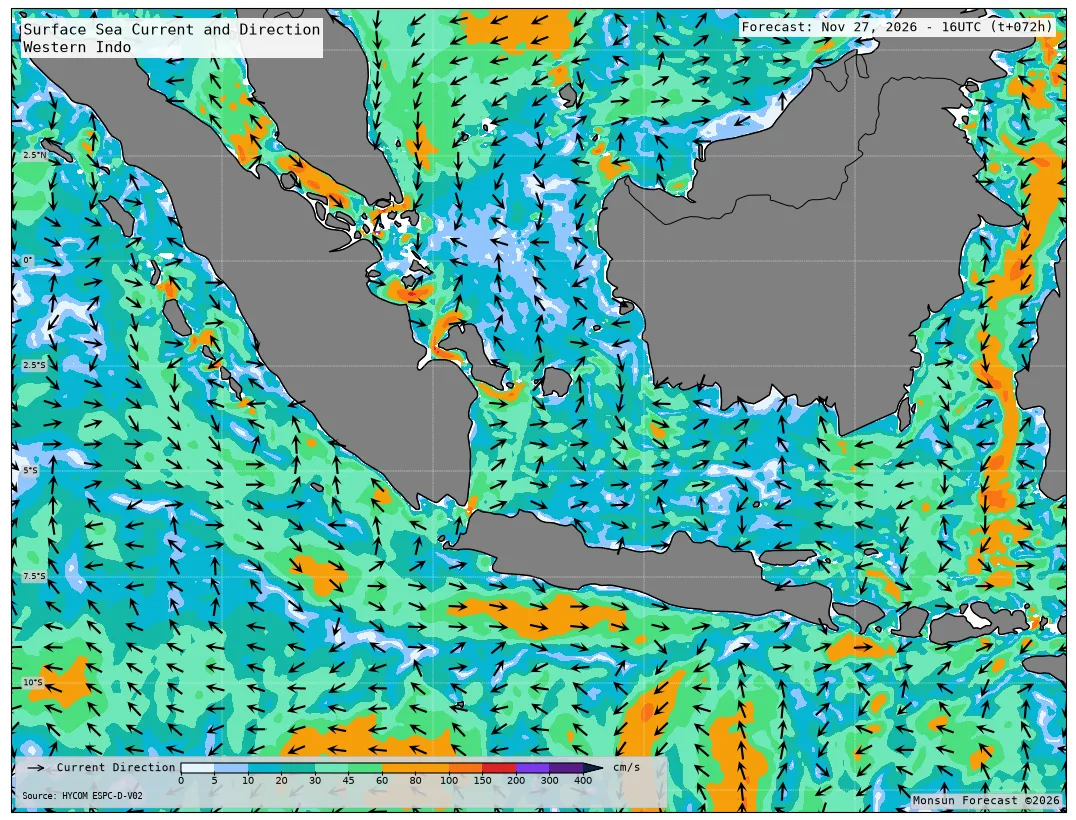 Surface Sea Current and Direction
Western Indo
Forecast: Nov 27, 2026 - 16UTC (t+072h)
2.5°N
0°
2.5°S
5°S
7.5°S
10°S
Current Direction
cm/s
0 5 10 20 30 45 60 80 100 150 200 300 400
Source: HYCOM ESPC-D-V02
Monsun Forecast ©2026